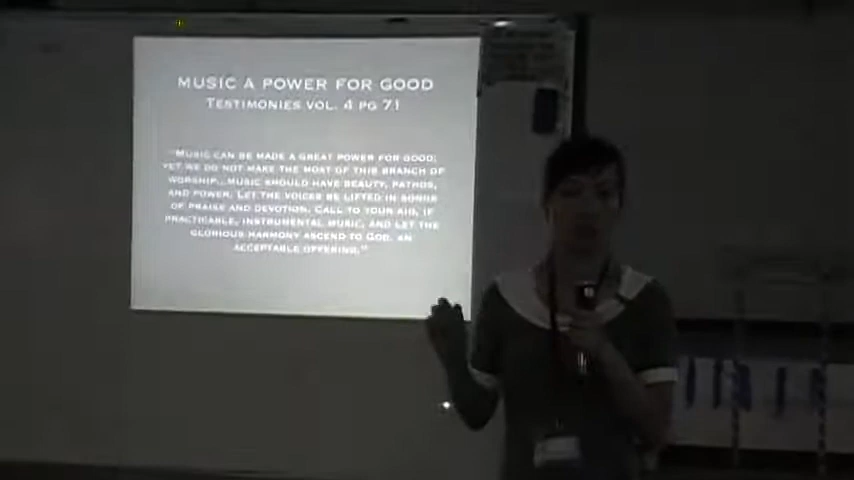 MUSIC A POWER FOR GOOD
TESTIMONIES VOL. 4 PG 71
"MUSIC CAN BE MADE A GREAT POWER FOR GOOD;
YET WE DO NOT MAKE THE MOST OF THIS BRANCH OF
WORSHIP... MUSIC SHOULD HAVE BEAUTY, PATHOS,
AND POWER. LET THE VOICES BE LIFTED IN SONGS
OF PRAISE AND DEVOTION. CALL TO YOUR AID, IF
PRACTICABLE, INSTRUMENTAL MUSIC, AND LET THE
GLORIOUS HARMONY ASCEND TO GOD, AN
ACCEPTABLE OFFERING."